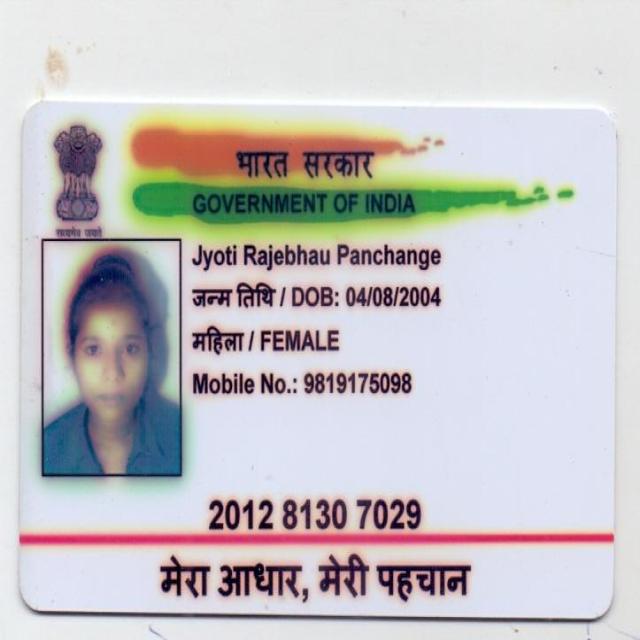 सत्यमेव जयते
भारत सरकार
GOVERNMENT OF INDIA
Jyoti Rajebhau Panchange
जन्म तिथि / DOB: 04/08/2004
महिला / FEMALE
Mobile No.: 9819175098
2012 8130 7029
मेरा आधार, मेरी पहचान